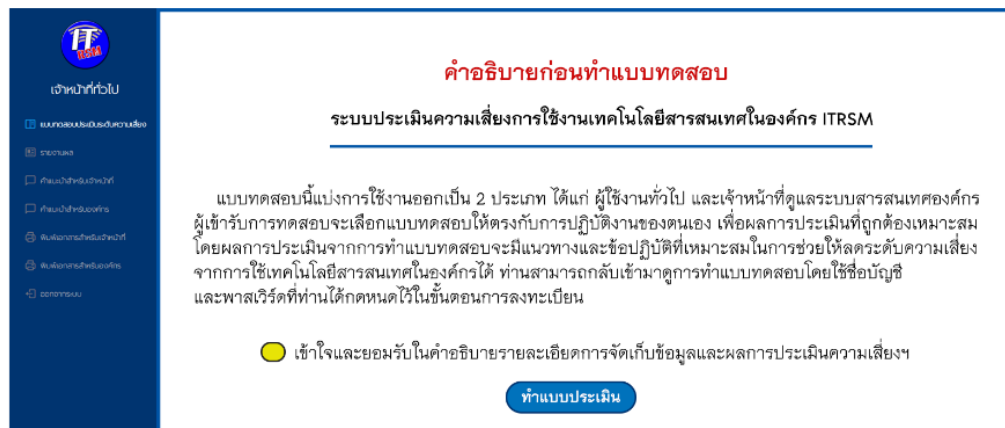 IT
ITRSM
เจ้าหน้าที่ทั่วไป
แบบทดสอบประเมินระดับความเสี่ยง
รายงานผล
คำแนะนำสำหรับเจ้าหน้าที่
คำแนะนำสำหรับองค์กร
พิมพ์เอกสารสำหรับเจ้าหน้าที่
พิมพ์เอกสารสำหรับองค์กร
ออกจากระบบ
คำอธิบายก่อนทำแบบทดสอบ
ระบบประเมินความเสี่ยงการใช้งานเทคโนโลยีสารสนเทศในองค์กร ITRSM
แบบทดสอบนี้แบ่งการใช้งานออกเป็น 2 ประเภท ได้แก่ ผู้ใช้งานทั่วไป และเจ้าหน้าที่ดูแลระบบสารสนเทศองค์กร
ผู้เข้ารับการทดสอบจะเลือกแบบทดสอบให้ตรงกับการปฏิบัติงานของตนเอง เพื่อผลการประเมินที่ถูกต้องเหมาะสม
โดยผลการประเมินจากการทำแบบทดสอบจะมีแนวทางและข้อปฏิบัติที่เหมาะสมในการช่วยให้ลดระดับความเสี่ยง
จากการใช้เทคโนโลยีสารสนเทศในองค์กรได้ ท่านสามารถกลับเข้ามาดูการทำแบบทดสอบโดยใช้ชื่อบัญชี
และพาสเวิร์ดที่ท่านได้กดหนดไว้ในขั้นตอนการลงทะเบียน
เข้าใจและยอมรับในคำอธิบายรายละเอียดการจัดเก็บข้อมูลและผลการประเมินความเสี่ยงฯ
ทำแบบประเมิน